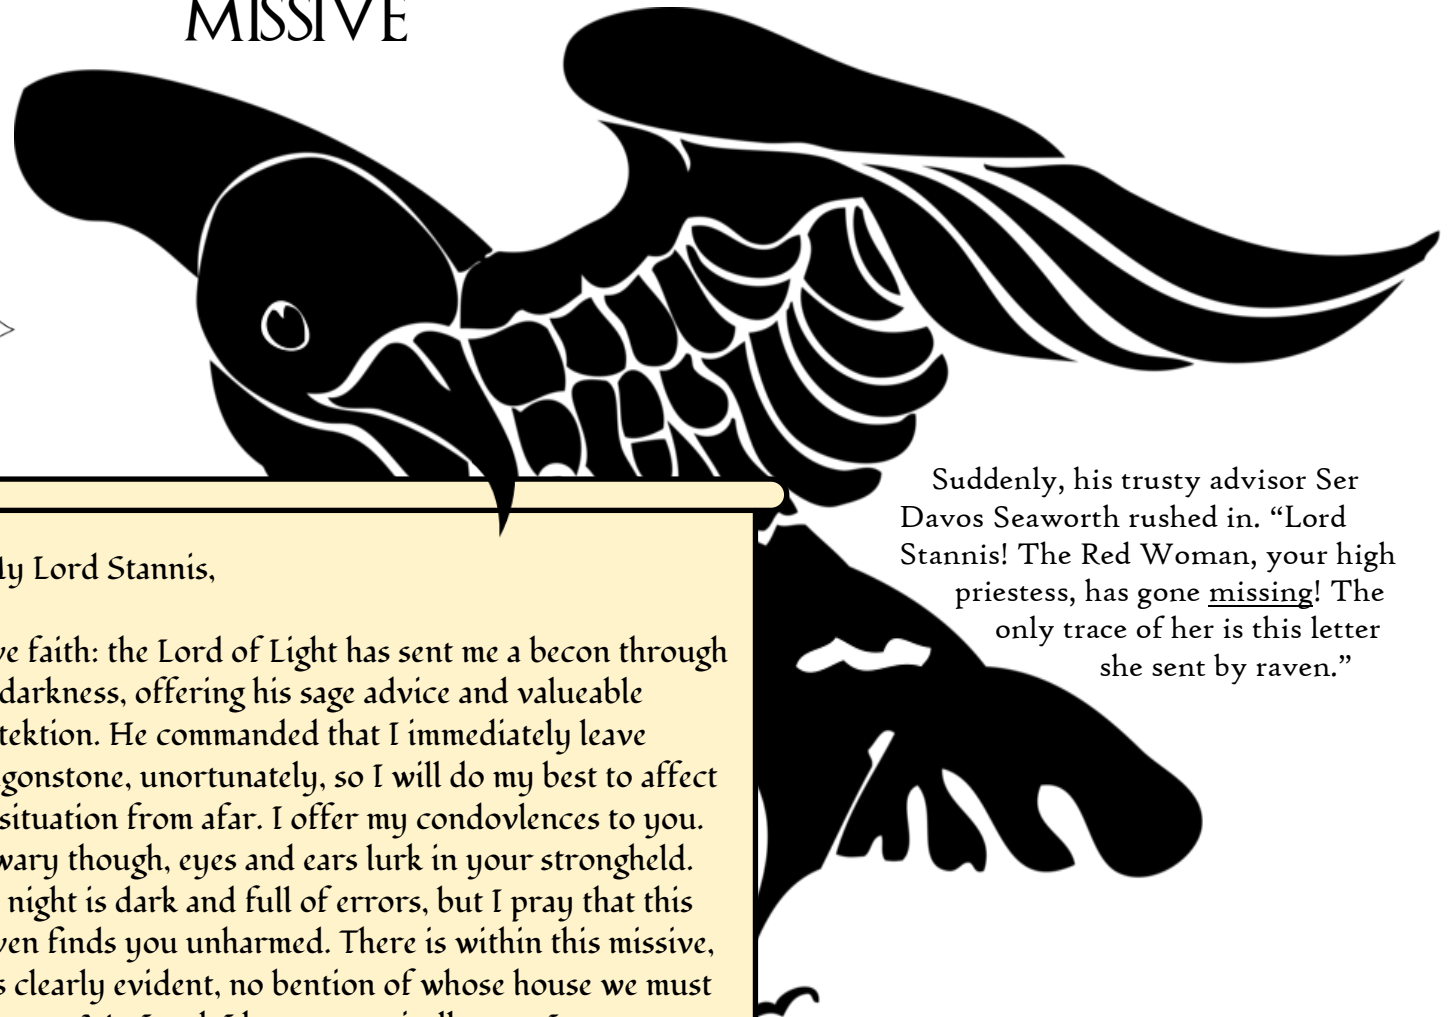 MISSIVE
Suddenly, his trusty advisor Ser
Davos Seaworth rushed in. “Lord
Stannis! The Red Woman, your high
priestess, has gone missing! The
only trace of her is this letter
she sent by raven.”
Lord Stannis,
faith: the Lord of Light has sent me a becon through
darkness, offering his sage advice and valueable
tektion. He commanded that I immediately leave
gonstone, unortunately, so I will do my best to affect
situation from afar. I offer my condovlences to you.
wary though, eyes and ears lurk in your strongheld.
night is dark and full of errors, but I pray that this
ven finds you unharmed. There is within this missive,
s clearly evident, no bention of whose house we must